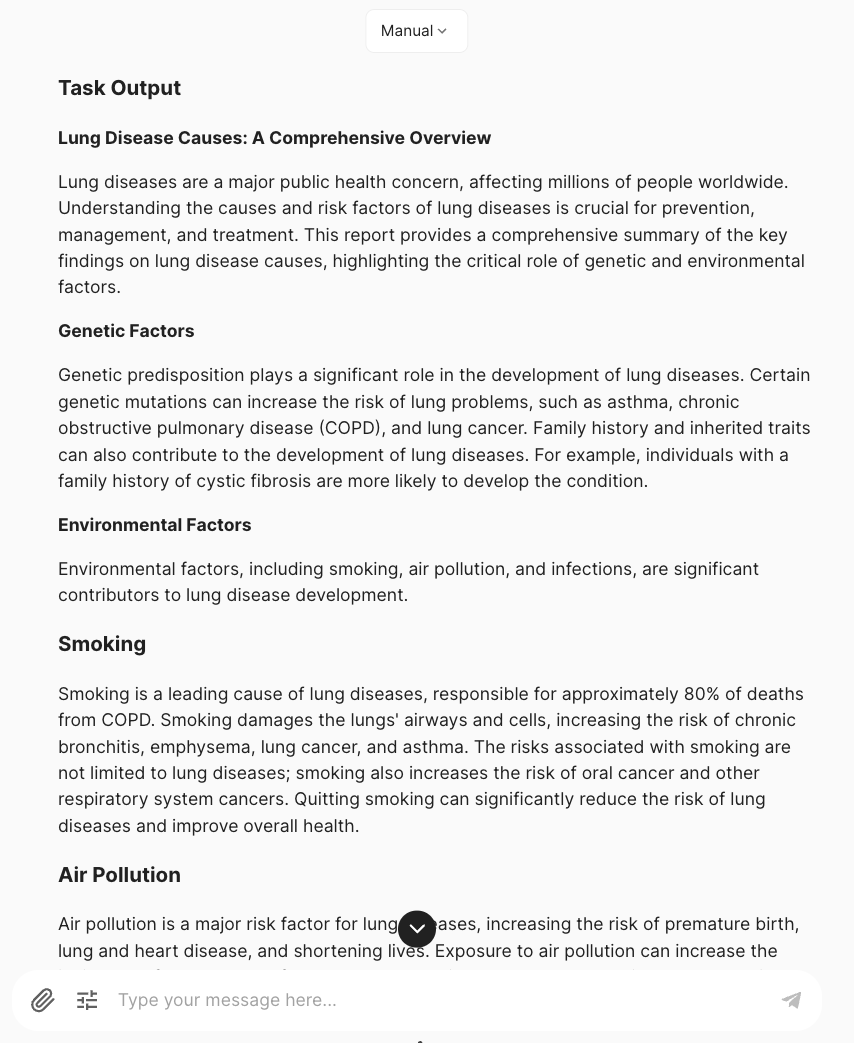 Manual
Task Output
Lung Disease Causes: A Comprehensive Overview
Lung diseases are a major public health concern, affecting millions of people worldwide.
Understanding the causes and risk factors of lung diseases is crucial for prevention,
management, and treatment. This report provides a comprehensive summary of the key
findings on lung disease causes, highlighting the critical role of genetic and environmental
factors.
Genetic Factors
Genetic predisposition plays a significant role in the development of lung diseases. Certain
genetic mutations can increase the risk of lung problems, such as asthma, chronic
obstructive pulmonary disease (COPD), and lung cancer. Family history and inherited traits
can also contribute to the development of lung diseases. For example, individuals with a
family history of cystic fibrosis are more likely to develop the condition.
Environmental Factors
Environmental factors, including smoking, air pollution, and infections, are significant
contributors to lung disease development.
Smoking
Smoking is a leading cause of lung diseases, responsible for approximately 80% of deaths
from COPD. Smoking damages the lungs' airways and cells, increasing the risk of chronic
bronchitis, emphysema, lung cancer, and asthma. The risks associated with smoking are
not limited to lung diseases; smoking also increases the risk of oral cancer and other
respiratory system cancers. Quitting smoking can significantly reduce the risk of lung
diseases and improve overall health.
Air Pollution
Air pollution is a major risk factor for lung eases, increasing the risk of premature birth,
lung and heart disease, and shortening lives. Exposure to air pollution can increase the
Type your message here...